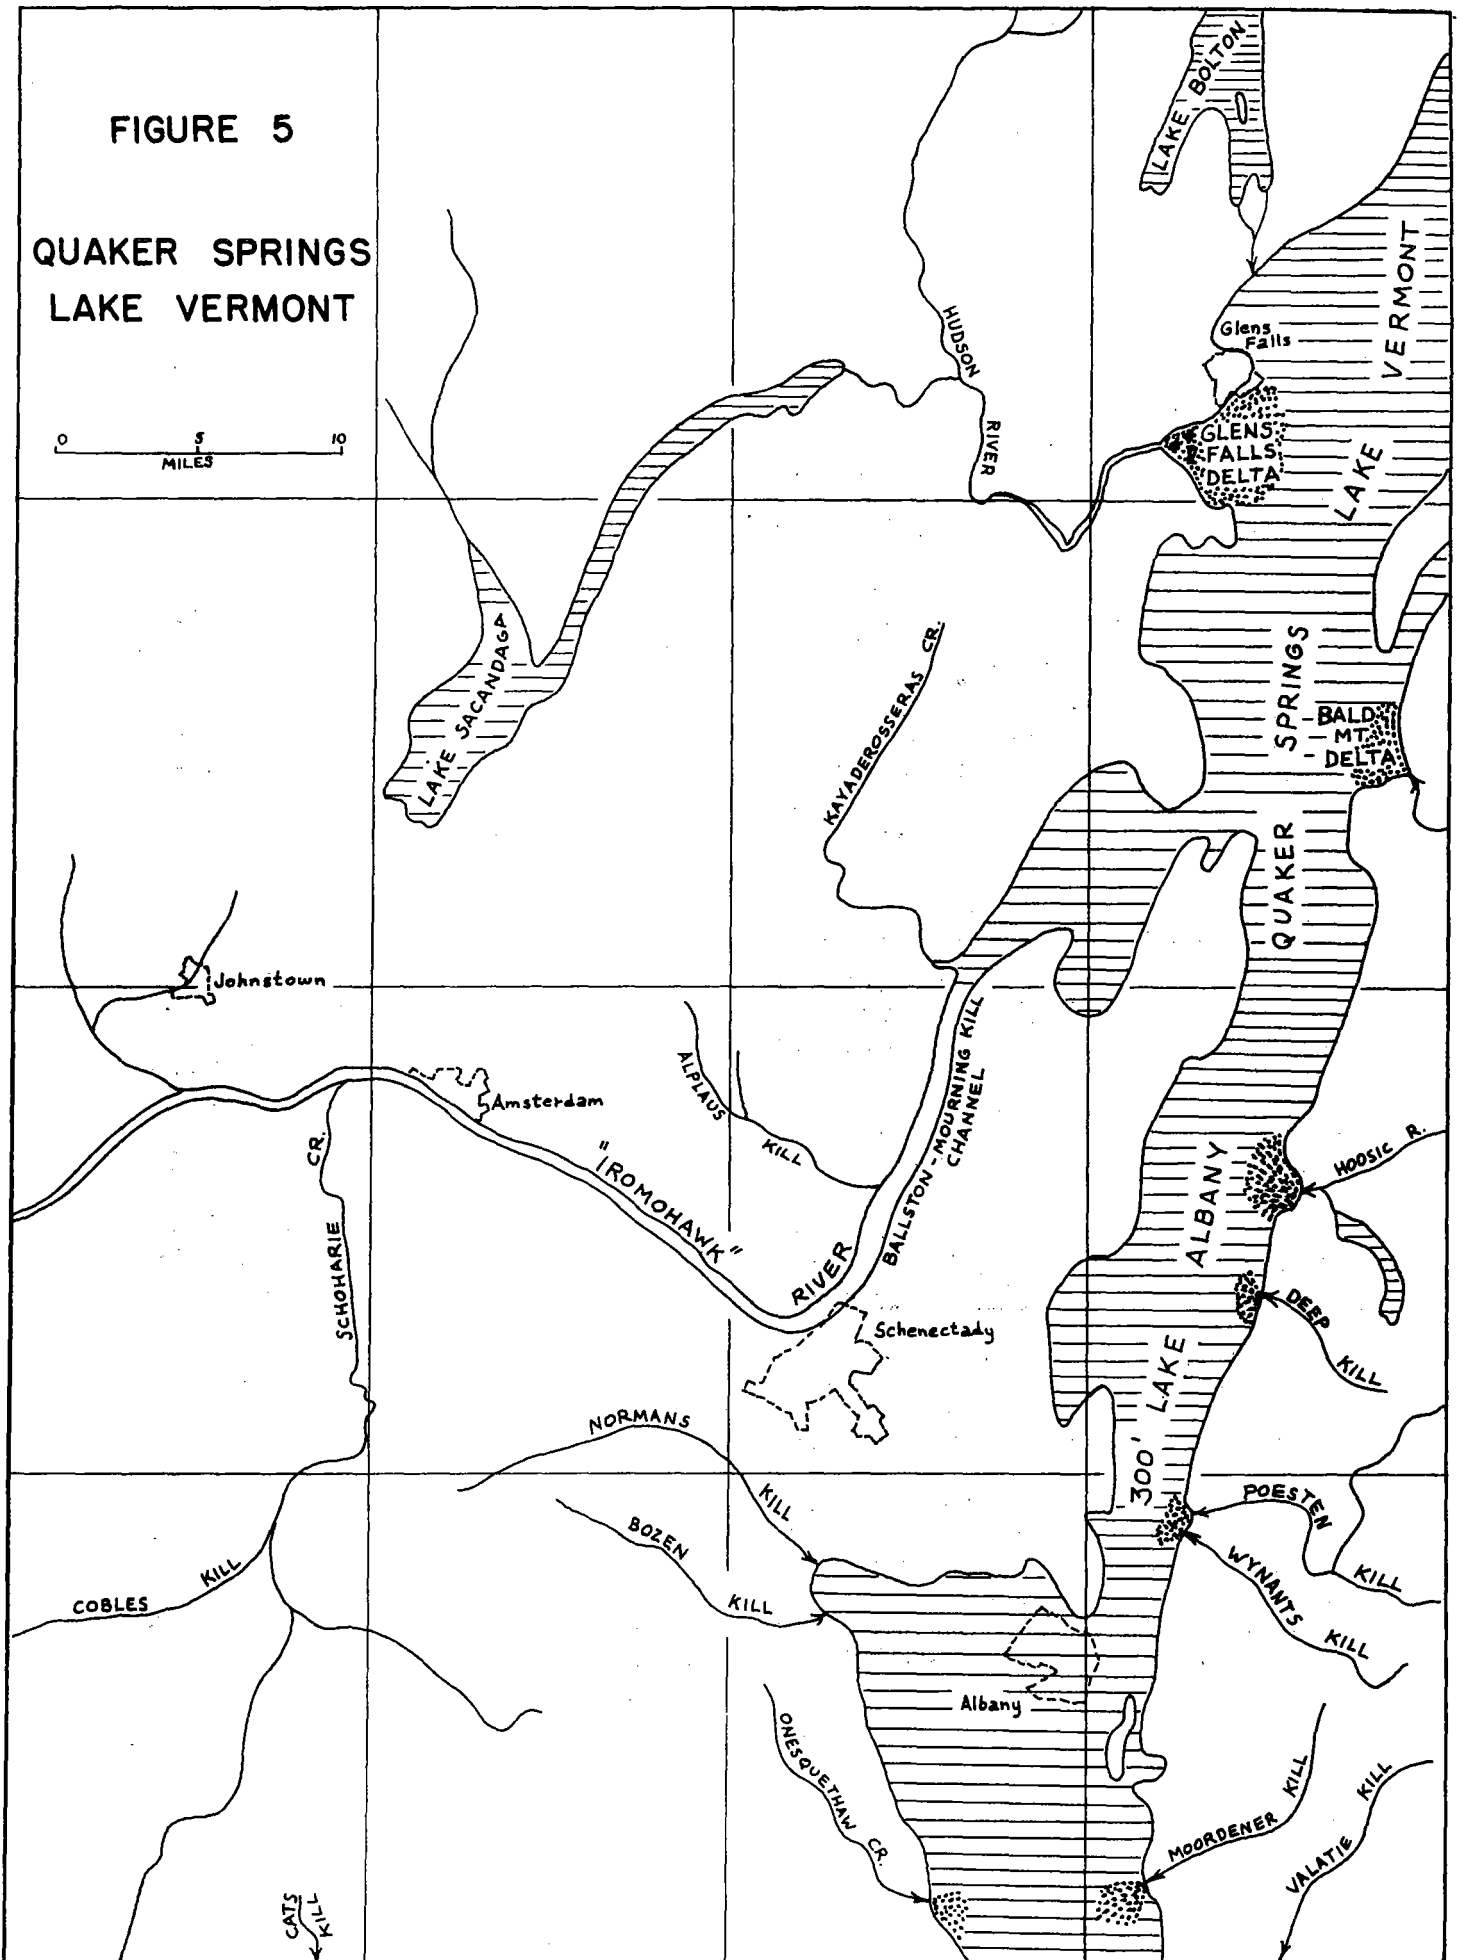 FIGURE 5
QUAKER SPRINGS
LAKE VERMONT
0 5 10
MILES
LAKE BOLTON
LAKE VERMONT
Glens
Falls
HUDSON
RIVER
GLENS
FALLS
DELTA
LAKE SACANDAGA
KAYADEROSSERAS CR.
QUAKER SPRINGS
BALD
MT.
DELTA
Johnstown
Amsterdam
"IROMOHAWK"
RIVER
ALPLAUS
KILL
BALLSTON-MOURNING KILL
CHANNEL
SCHOHARIE CR.
Schenectady
300' LAKE ALBANY
HOOSIC R.
DEEP
KILL
NORMANS
KILL
BOZEN
KILL
POESTEN
KILL
WYNANTS
KILL
COBLES KILL
Albany
ONESQUETHAW CR.
MOORDENER KILL
VALATIE KILL
CATS
KILL